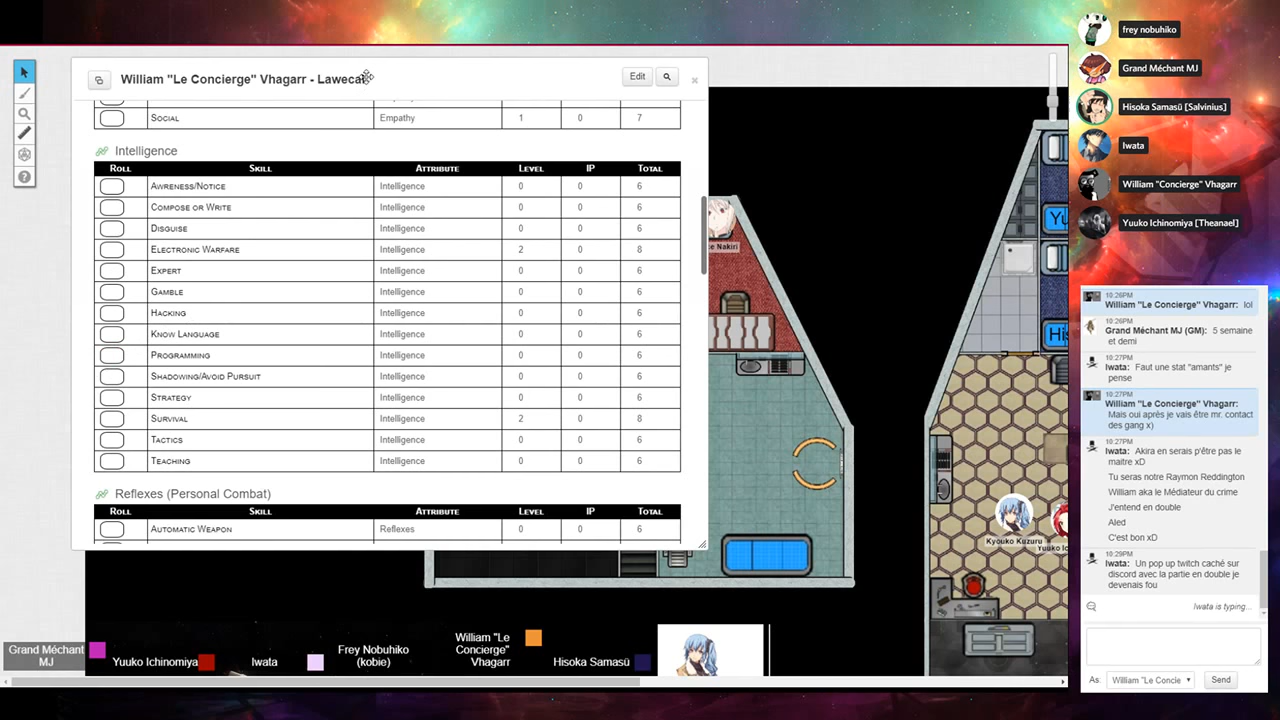 William "Le Concierge" Vhagarr - Lawecat
Edit
SOCIAL Empathy 1 0 7
Intelligence
ROLL SKILL ATTRIBUTE LEVEL IP TOTAL
AWRENESS/NOTICE Intelligence 0 0 6
COMPOSE OR WRITE Intelligence 0 0 6
DISGUISE Intelligence 0 0 6
ELECTRONIC WARFARE Intelligence 2 0 8
EXPERT Intelligence 0 0 6
GAMBLE Intelligence 0 0 6
HACKING Intelligence 0 0 6
KNOW LANGUAGE Intelligence 0 0 6
PROGRAMMING Intelligence 0 0 6
SHADOWING/AVOID PURSUIT Intelligence 0 0 6
STRATEGY Intelligence 0 0 6
SURVIVAL Intelligence 2 0 8
TACTICS Intelligence 0 0 6
TEACHING Intelligence 0 0 6
Reflexes (Personal Combat)
ROLL SKILL ATTRIBUTE LEVEL IP TOTAL
AUTOMATIC WEAPON Reflexes 0 0 6
Nakiri
Yu
His
Kyouko Kuzuru
Yuuko Ic
Grand Méchant
MJ
Yuuko Ichinomiya
Iwata
Frey Nobuhiko
(kobie)
William "Le
Concierge"
Vhagarr
Hisoka Samasū
frey nobuhiko
Grand Méchant MJ
Hisoka Samasū [Salvinius]
Iwata
William "Concierge" Vhagarr
Yuuko Ichinomiya [Theanael]
10:26PM
William "Le Concierge" Vhagarr: lol
10:26PM
Grand Méchant MJ (GM): 5 semaine
et demi
10:27PM
Iwata: Faut une stat "amants" je
pense
10:27PM
William "Le Concierge" Vhagarr:
Mais oui après je vais être mr. contact
des gang x)
10:27PM
Iwata: Akira en serais p'être pas le
maitre xD
Tu seras notre Raymon Reddington
William aka le Médiateur du crime
J'entend en double
Aled
C'est bon xD
10:29PM
Iwata: Un pop up twitch caché sur
discord avec la partie en double je
devenais fou
Iwata is typing...
As: William "Le Concie
Send